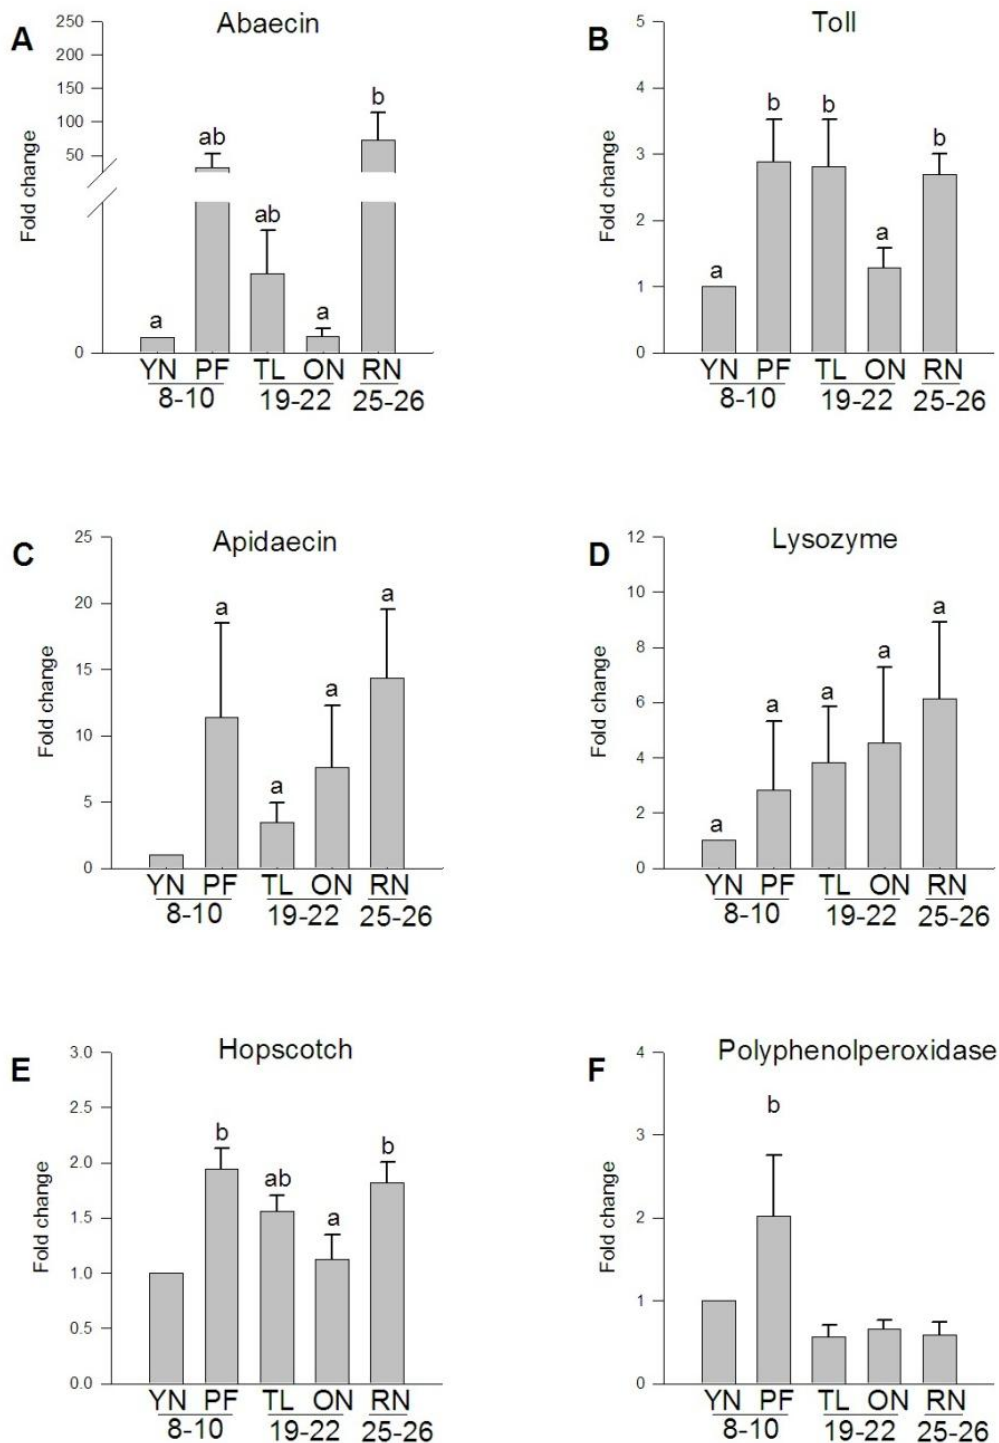 A
Abaecin
Fold change
250
200
150
100
50
0
a
ab
ab
a
b
YN PF TL ON RN
8-10 19-22 25-26
B
Toll
Fold change
5
4
3
2
1
0
a
b
b
a
b
YN PF TL ON RN
8-10 19-22 25-26
C
Apidaecin
Fold change
25
20
15
10
5
0
a
a
a
a
YN PF TL ON RN
8-10 19-22 25-26
D
Lysozyme
Fold change
12
10
8
6
4
2
0
a
a
a
a
a
YN PF TL ON RN
8-10 19-22 25-26
E
Hopscotch
Fold change
3.0
2.5
2.0
1.5
1.0
0.5
0.0
b
ab
a
b
YN PF TL ON RN
8-10 19-22 25-26
F
Polyphenolperoxidase
Fold change
4
3
2
1
0
b
YN PF TL ON RN
8-10 19-22 25-26